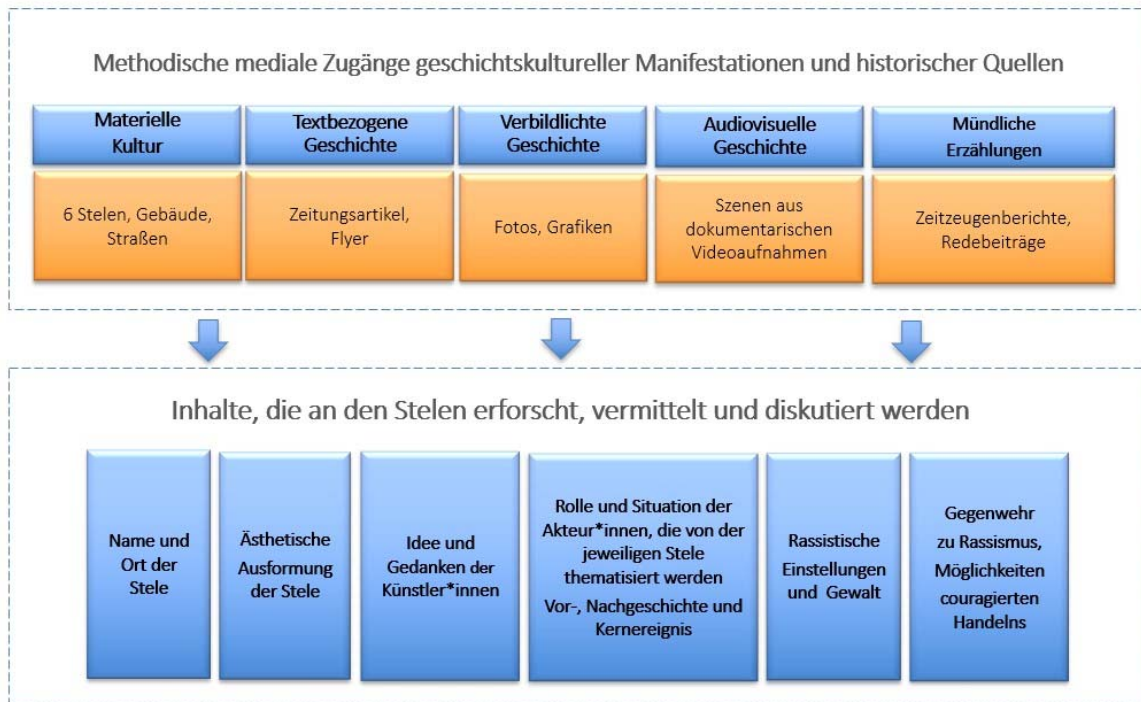 Methodische mediale Zugänge geschichtskultureller Manifestationen und historischer Quellen
Materielle
Kultur
Textbezogene
Geschichte
Verbildlichte
Geschichte
Audiovisuelle
Geschichte
Mündliche
Erzählungen
6 Stelen, Gebäude,
Straßen
Zeitungsartikel,
Flyer
Fotos, Grafiken
Szenen aus
dokumentarischen
Videoaufnahmen
Zeitzeugenberichte,
Redebeiträge
Inhalte, die an den Stelen erforscht, vermittelt und diskutiert werden
Name und
Ort der
Stele
Ästhetische
Ausformung
der Stele
Idee und
Gedanken der
Künstler*innen
Rolle und Situation der
Akteur*innen, die von der
jeweiligen Stele
thematisiert werden
Vor-, Nachgeschichte und
Kernereignis
Rassistische
Einstellungen
und Gewalt
Gegenwehr
zu Rassismus,
Möglichkeiten
couragierten
Handelns